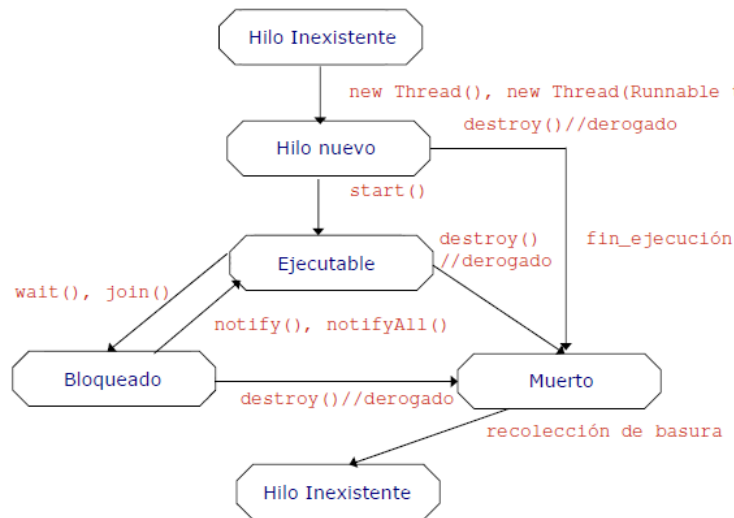 Hilo Inexistente
new Thread(), new Thread(Runnable
destroy()//derogado
Hilo nuevo
start()
destroy()
//derogado
fin_ejecución
Ejecutable
wait(), join()
notify(), notifyAll()
Bloqueado
Muerto
destroy()//derogado
recolección de basura
Hilo Inexistente